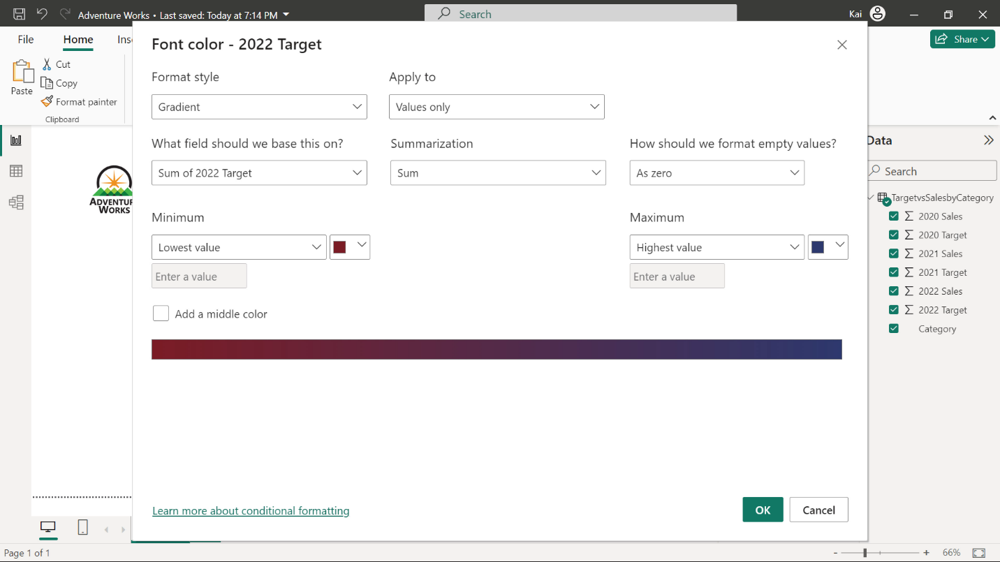 Adventure Works • Last saved: Today at 7:14 PM
Search
Kai
File
Home
Ins
Share
Paste
Cut
Copy
Format painter
Clipboard
ADVENTUR
WORKS
Font color - 2022 Target
Format style
Apply to
Gradient
Values only
What field should we base this on?
Summarization
How should we format empty values?
Sum of 2022 Target
Sum
As zero
Minimum
Maximum
Lowest value
Highest value
Enter a value
Enter a value
Add a middle color
Learn more about conditional formatting
OK
Cancel
Data
Search
TargetvsSalesbyCategory
2020 Sales
2020 Target
2021 Sales
2021 Target
2022 Sales
2022 Target
Category
Page 1 of 1
- + 66%